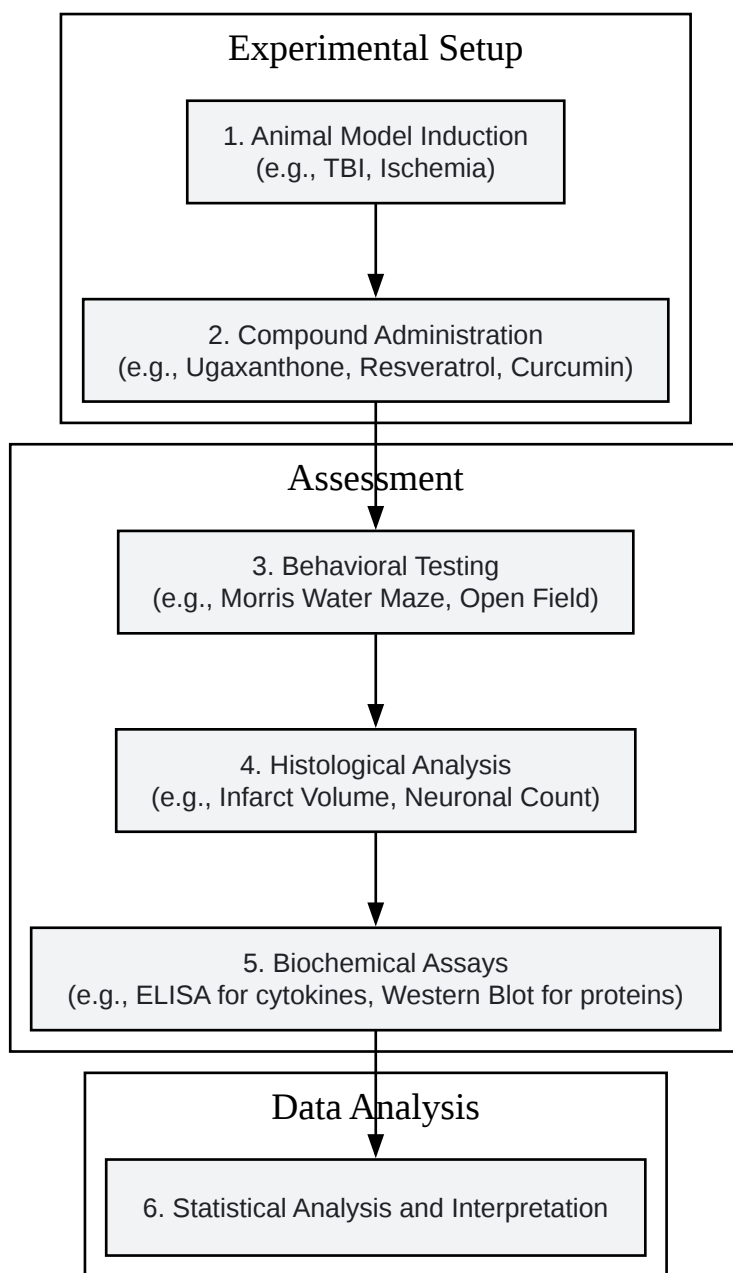 Experimental Setup
1. Animal Model Induction
(e.g., TBI, Ischemia)
2. Compound Administration
(e.g., Ugaxanthone, Resveratrol, Curcumin)
Assessment
3. Behavioral Testing
(e.g., Morris Water Maze, Open Field)
4. Histological Analysis
(e.g., Infarct Volume, Neuronal Count)
5. Biochemical Assays
(e.g., ELISA for cytokines, Western Blot for proteins)
Data Analysis
6. Statistical Analysis and Interpretation